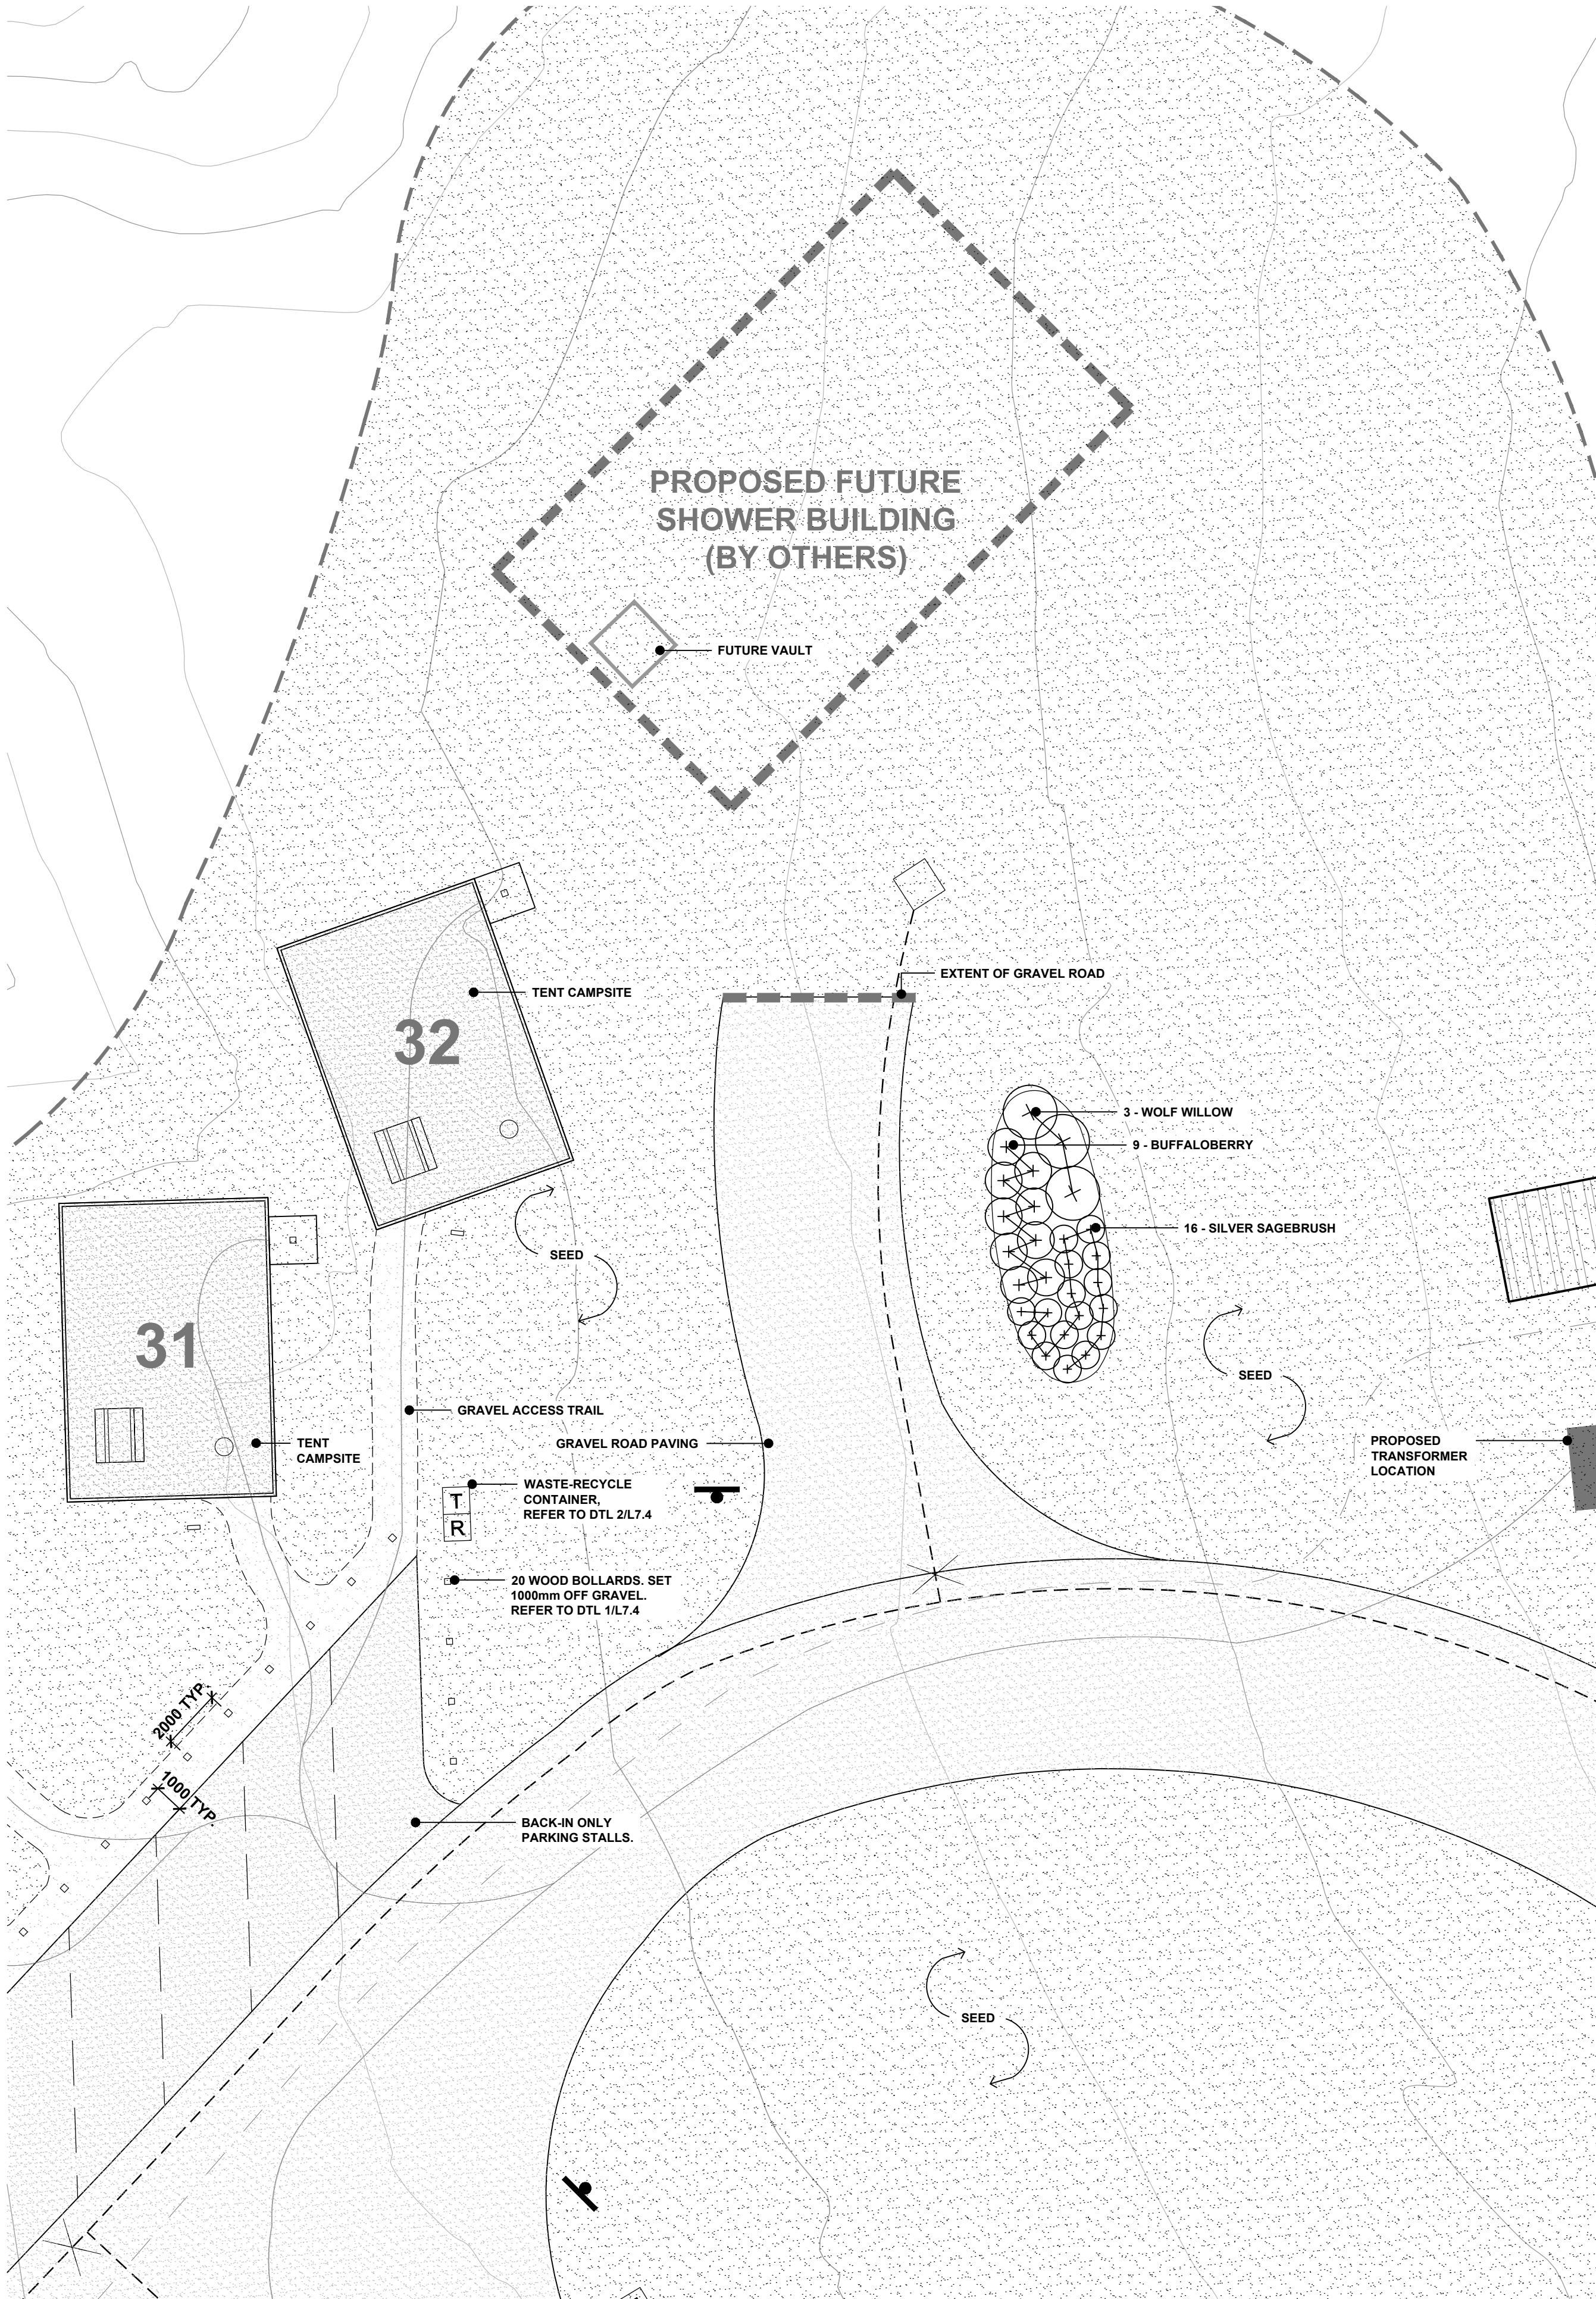 PROPOSED FUTURE
SHOWER BUILDING
(BY OTHERS)
FUTURE VAULT
EXTENT OF GRAVEL ROAD
TENT CAMPSITE
32
3 - WOLF WILLOW
9 - BUFFALOBERRY
16 - SILVER SAGEBRUSH
SEED
31
SEED
GRAVEL ACCESS TRAIL
TENT
CAMPSITE
GRAVEL ROAD PAVING
PROPOSED
TRANSFORMER
LOCATION
WASTE-RECYCLE
CONTAINER,
REFER TO DTL 2/L7.4
T
R
20 WOOD BOLLARDS. SET
1000mm OFF GRAVEL.
REFER TO DTL 1/L7.4
2000 TYP.
1000 TYP.
BACK-IN ONLY
PARKING STALLS.
SEED